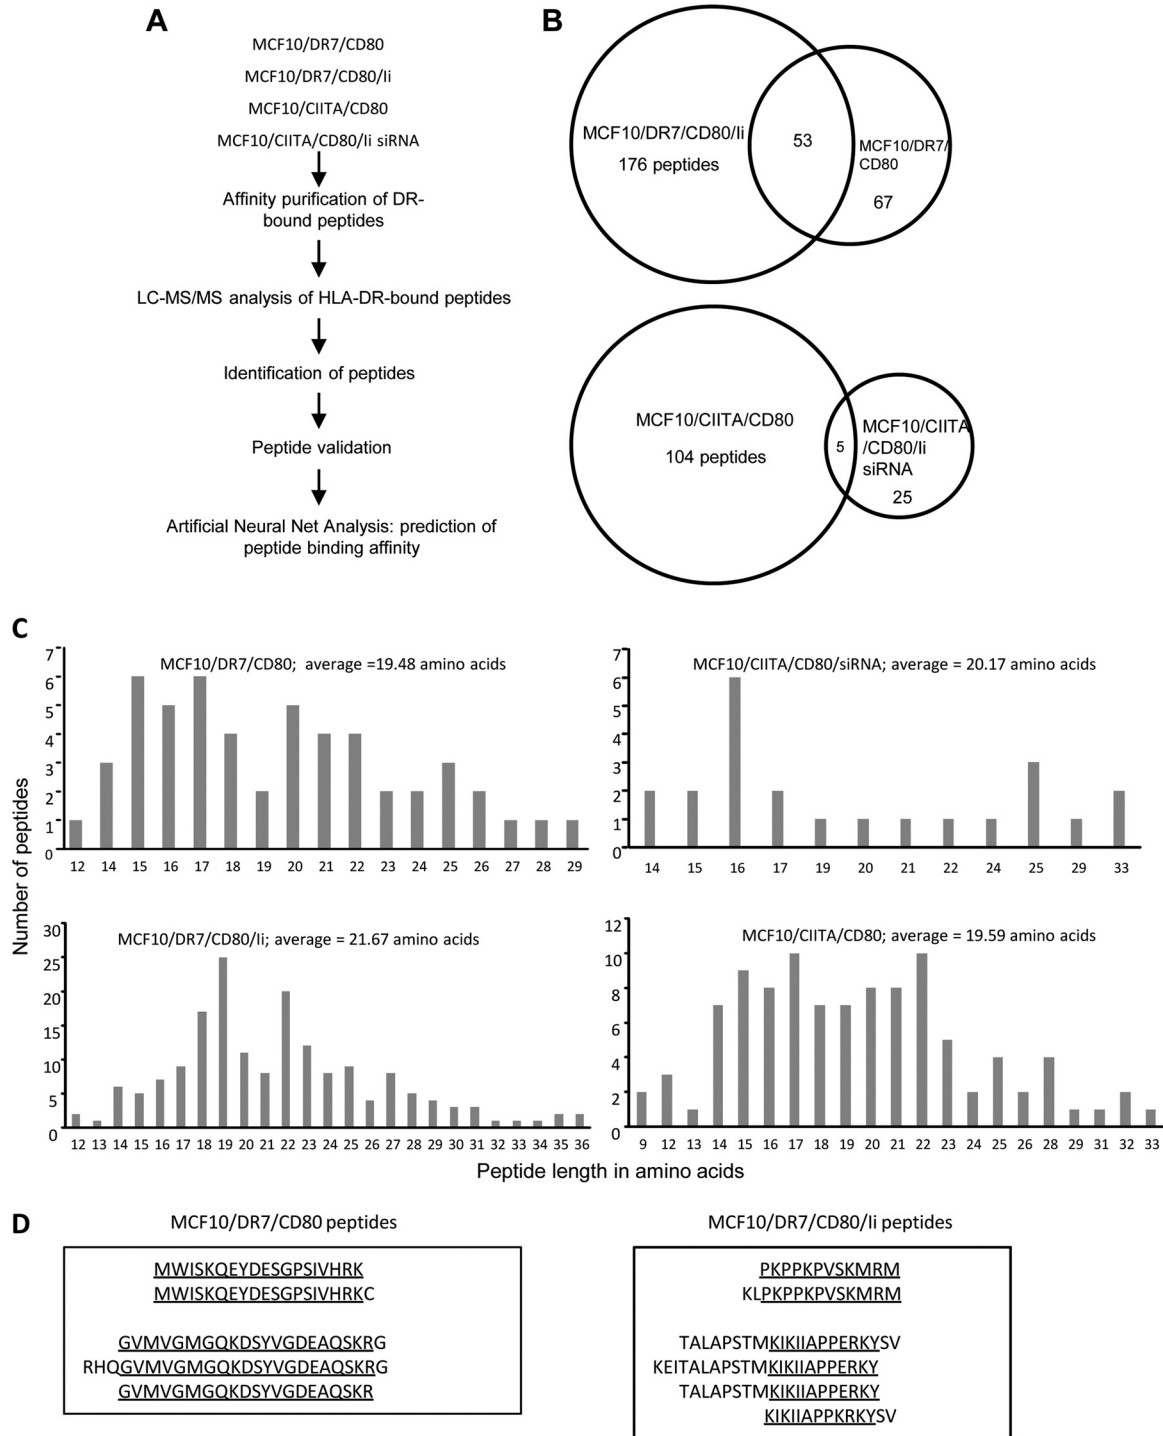 A
MCF10/DR7/CD80
MCF10/DR7/CD80/Ii
MCF10/CIITA/CD80
MCF10/CIITA/CD80/Ii siRNA
Affinity purification of DR-
bound peptides
LC-MS/MS analysis of HLA-DR-bound peptides
Identification of peptides
Peptide validation
Artificial Neural Net Analysis: prediction of
peptide binding affinity
B
MCF10/DR7/CD80/Ii
176 peptides
53
MCF10/DR7/
CD80
67
MCF10/CIITA/CD80
104 peptides
5
MCF10/CIITA
/CD80/Ii
siRNA
25
C
Number of peptides
MCF10/DR7/CD80; average =19.48 amino acids
7
6
5
4
3
2
1
0
12 14 15 16 17 18 19 20 21 22 23 24 25 26 27 28 29
MCF10/CIITA/CD80/siRNA; average = 20.17 amino acids
7
6
5
4
3
2
1
0
14 15 16 17 19 20 21 22 24 25 29 33
MCF10/DR7/CD80/Ii; average = 21.67 amino acids
30
25
20
15
10
5
0
12 13 14 15 16 17 18 19 20 21 22 23 24 25 26 27 28 29 30 31 32 33 34 35 36
MCF10/CIITA/CD80; average = 19.59 amino acids
12
10
8
6
4
2
0
9 12 13 14 15 16 17 18 19 20 21 22 23 24 25 26 28 29 31 32 33
Peptide length in amino acids
D
MCF10/DR7/CD80 peptides
MWISKQEYDESGPSIVHRK
MWISKQEYDESGPSIVHRKC
GVMVGMGQKDSYVGDEAQSKRG
RHQGVMVGMGQKDSYVGDEAQSKRG
GVMVGMGQKDSYVGDEAQSKR
MCF10/DR7/CD80/Ii peptides
PKPPKPVSKMRM
KLPKPPKPVSKMRM
TALAPSTMKIKIIAPPERKYSV
KEITALAPSTMKIKIIAPPERKY
TALAPSTMKIKIIAPPERKY
KIKIIAPPKRKYSV